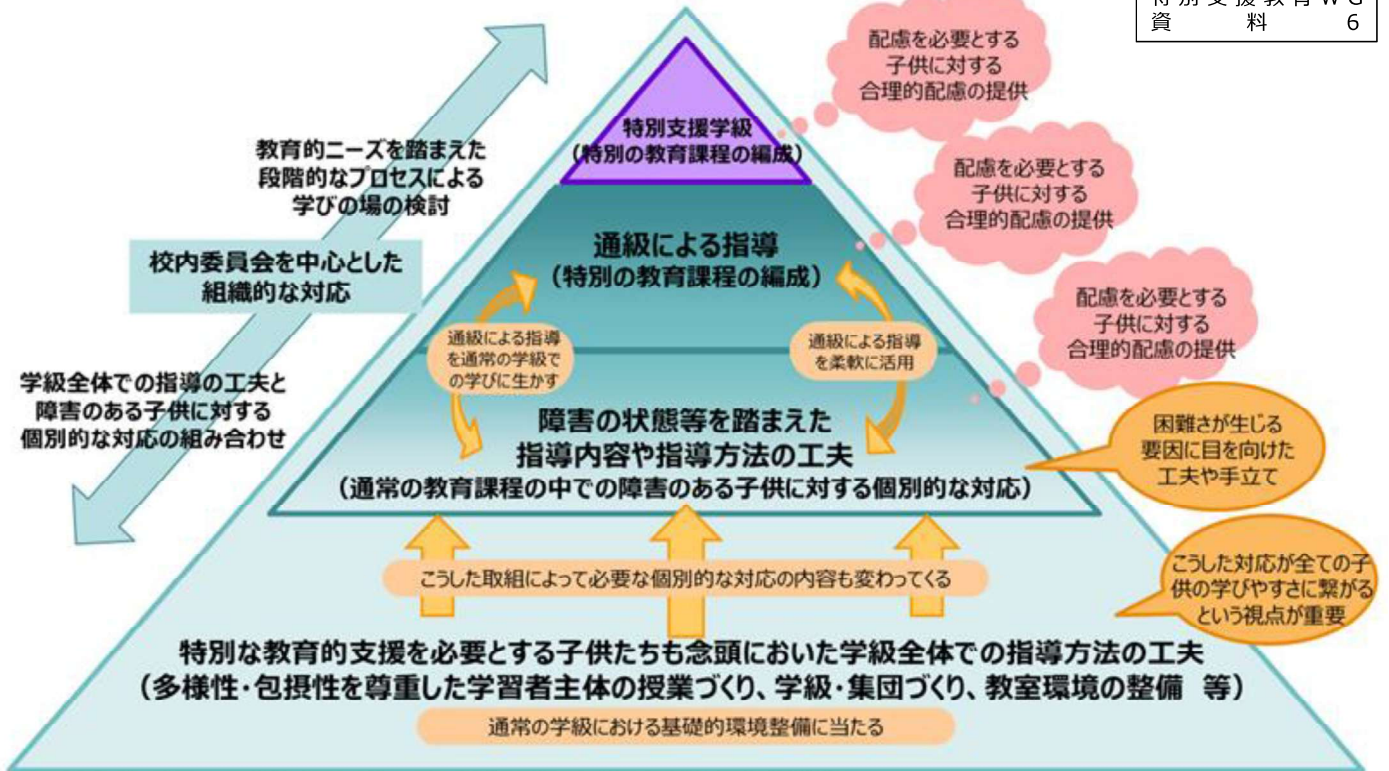 特別支援教育WG
資料6
配慮を必要とする
子供に対する
合理的配慮の提供
特別支援学級
（特別の教育課程の編成）
教育的ニーズを踏まえた
段階的なプロセスによる
学びの場の検討
配慮を必要とする
子供に対する
合理的配慮の提供
通級による指導
（特別の教育課程の編成）
校内委員会を中心とした
組織的な対応
配慮を必要とする
子供に対する
合理的配慮の提供
通級による指導
を通常の学級で
の学びに生かす
通級による指導
を柔軟に活用
学級全体での指導の工夫と
障害のある子供に対する
個別的な対応の組み合わせ
障害の状態等を踏まえた
指導内容や指導方法の工夫
（通常の教育課程の中での障害のある子供に対する個別的な対応）
困難さが生じる
要因に目を向けた
工夫や手立て
こうした取組によって必要な個別的な対応の内容も変わってくる
こうした対応が全ての子
供の学びやすさに繋がる
という視点が重要
特別な教育的支援を必要とする子供たちも念頭においた学級全体での指導方法の工夫
（多様性・包摂性を尊重した学習者主体の授業づくり、学級・集団づくり、教室環境の整備 等）
通常の学級における基礎的環境整備に当たる